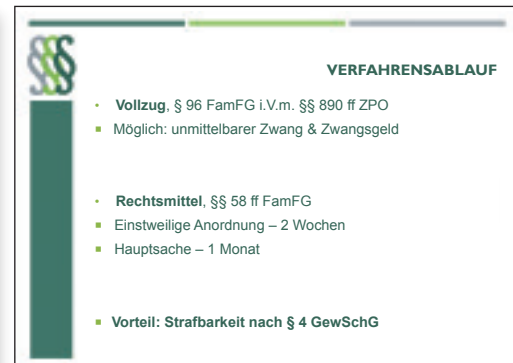 VERFAHRENSABLAUF
• Vollzug, § 96 FamFG i.V.m. §§ 890 ff ZPO
▪ Möglich: unmittelbarer Zwang & Zwangsgeld
• Rechtsmittel, §§ 58 ff FamFG
▪ Einstweilige Anordnung – 2 Wochen
▪ Hauptsache – 1 Monat
▪ Vorteil: Strafbarkeit nach § 4 GewSchG